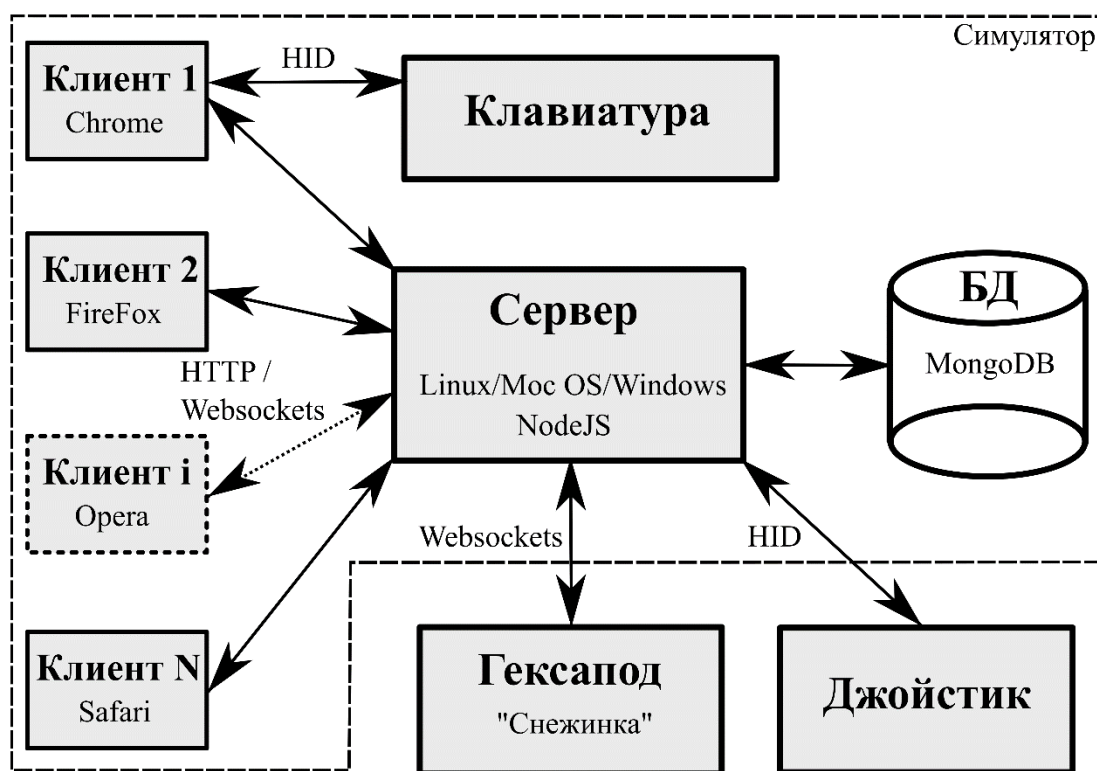 Симулятор
Клиент 1
Chrome
HID
Клавиатура
Клиент 2
FireFox
Сервер
Linux/Moc OS/Windows
NodeJS
БД
MongoDB
HTTP /
Websockets
Клиент i
Opera
Websockets
HID
Клиент N
Safari
Гексапод
"Снежинка"
Джойстик